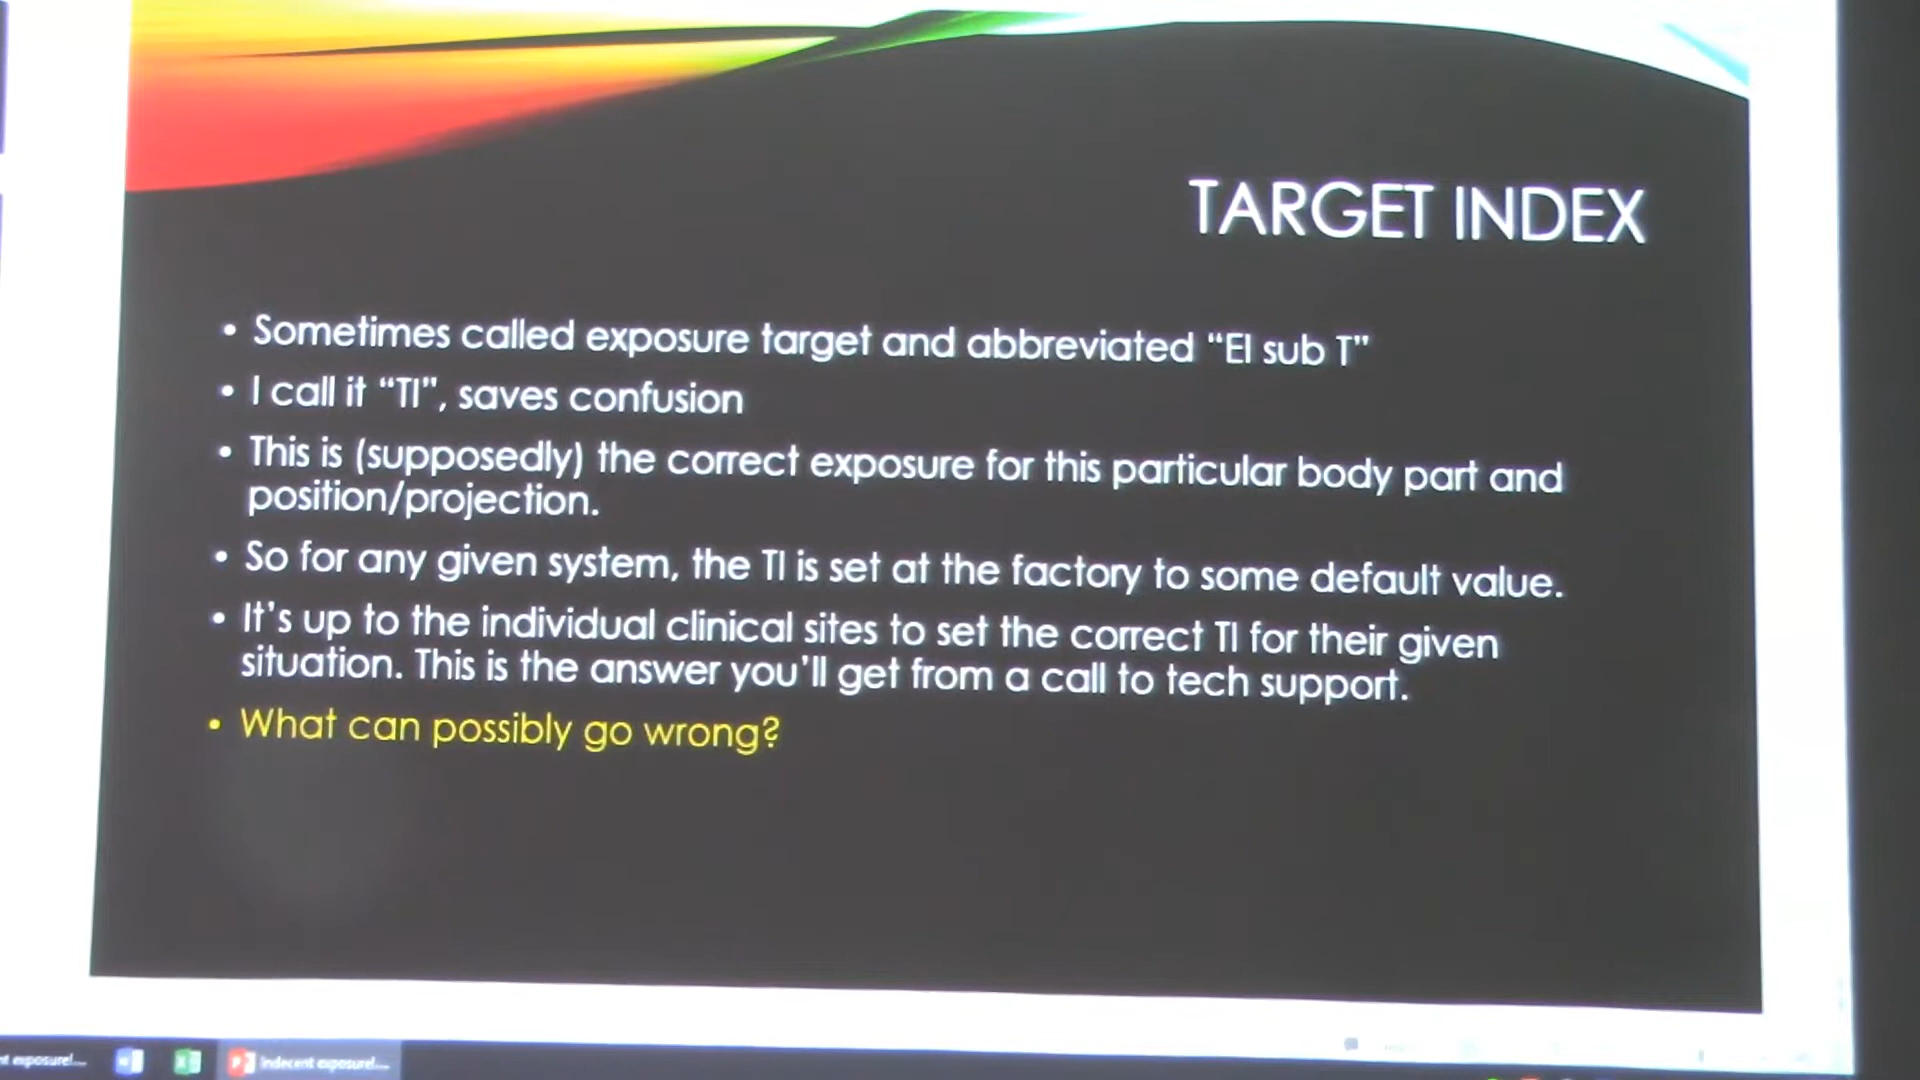 TARGET INDEX
• Sometimes called exposure target and abbreviated “EI sub T”
• I call it “TI”, saves confusion
• This is (supposedly) the correct exposure for this particular body part and
position/projection.
• So for any given system, the TI is set at the factory to some default value.
• It’s up to the individual clinical sites to set the correct TI for their given
situation. This is the answer you’ll get from a call to tech support.
• What can possibly go wrong?
nt exposure!... Indecent exposure!...